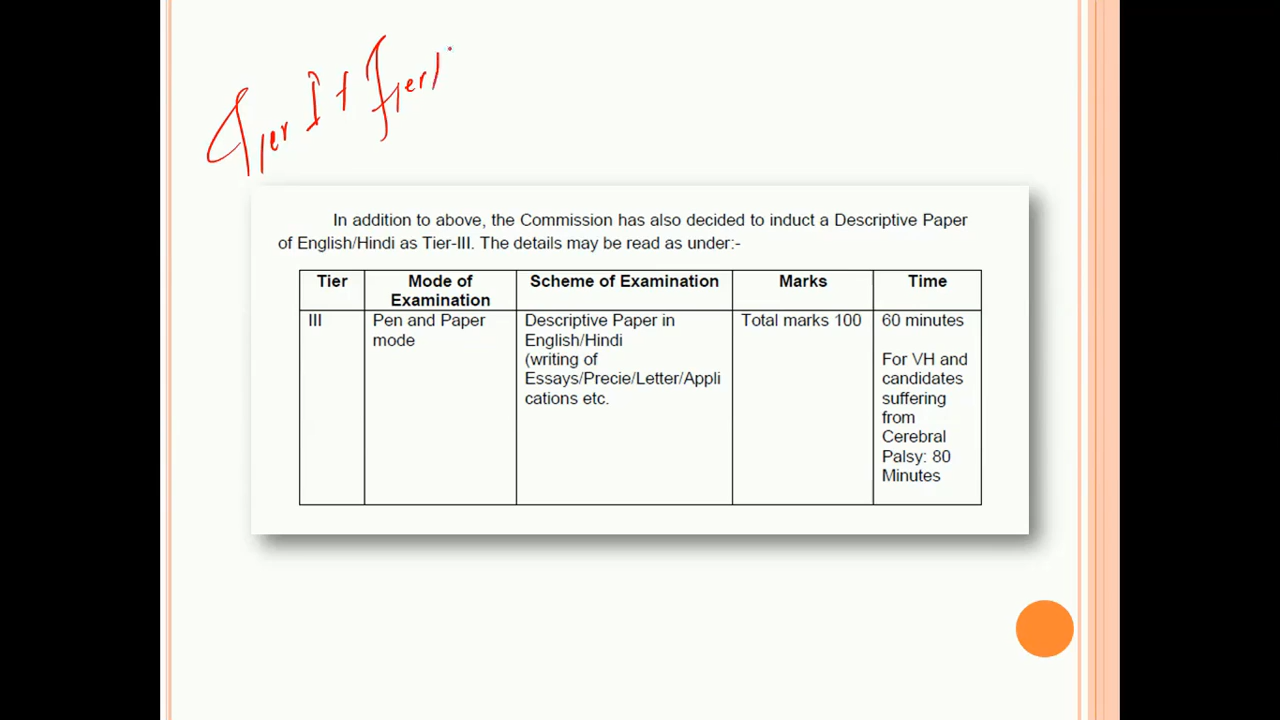 Tier I + Tier I
In addition to above, the Commission has also decided to induct a Descriptive Paper
of English/Hindi as Tier-III. The details may be read as under:-
Tier
Mode of
Examination
Scheme of Examination
Marks
Time
III
Pen and Paper
mode
Descriptive Paper in
English/Hindi
(writing of
Essays/Precie/Letter/Appli
cations etc.
Total marks 100
60 minutes
For VH and
candidates
suffering
from
Cerebral
Palsy: 80
Minutes